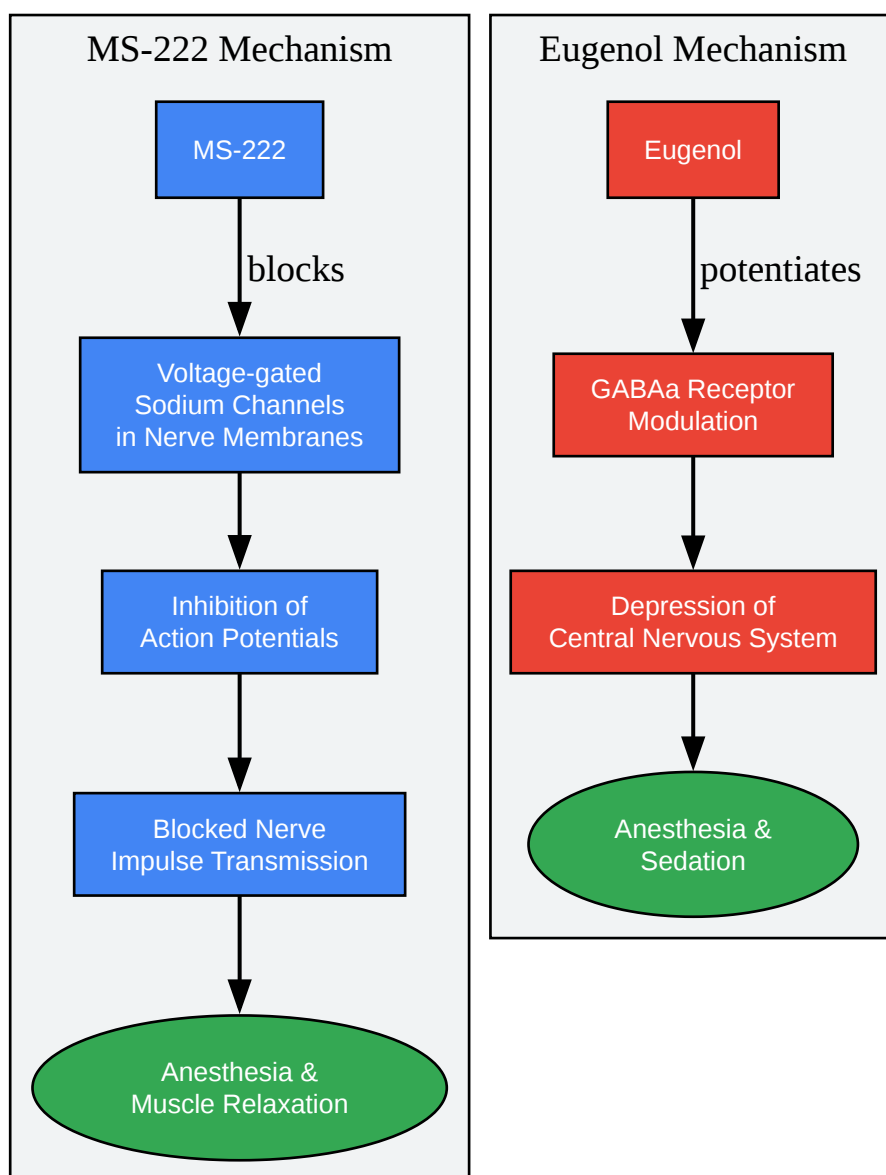 MS-222 Mechanism
MS-222
blocks
Voltage-gated
Sodium Channels
in Nerve Membranes
Inhibition of
Action Potentials
Blocked Nerve
Impulse Transmission
Anesthesia &
Muscle Relaxation
Eugenol Mechanism
Eugenol
potentiates
GABAa Receptor
Modulation
Depression of
Central Nervous System
Anesthesia &
Sedation